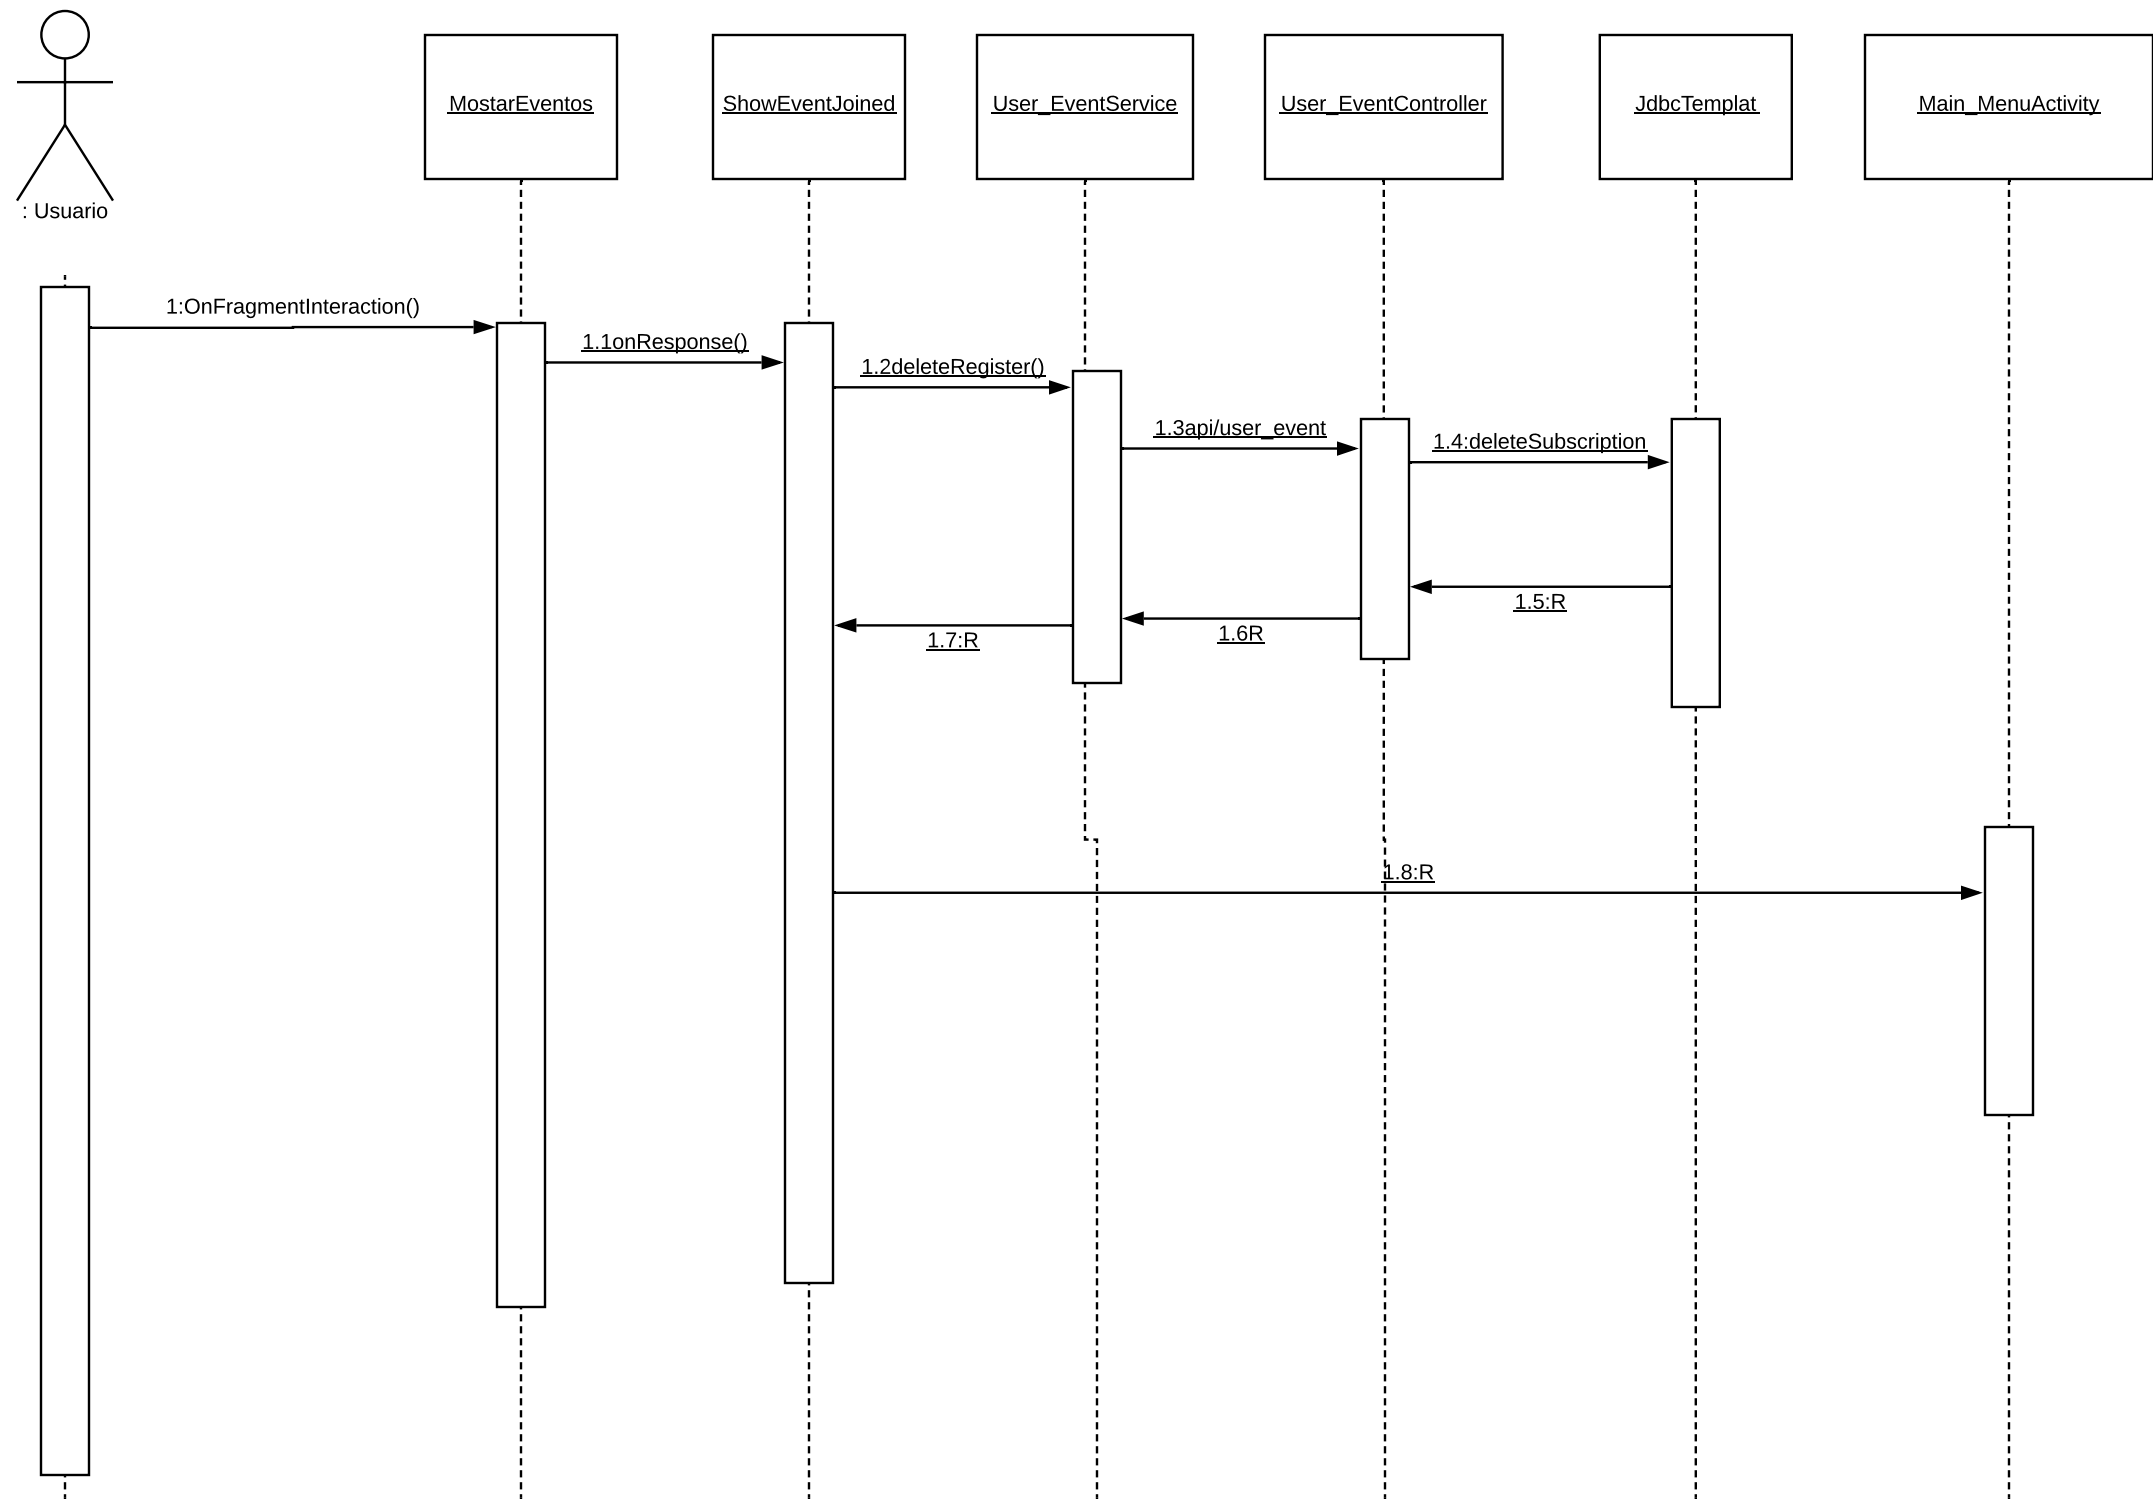 MostarEventos
ShowEventJoined
User_EventService
User_EventController
JdbcTemplat
Main_MenuActivity
: Usuario
1:OnFragmentInteraction()
1.1onResponse()
1.2deleteRegister()
1.3api/user_event
1.4:deleteSubscription
1.5:R
1.6R
1.7:R
1.8:R